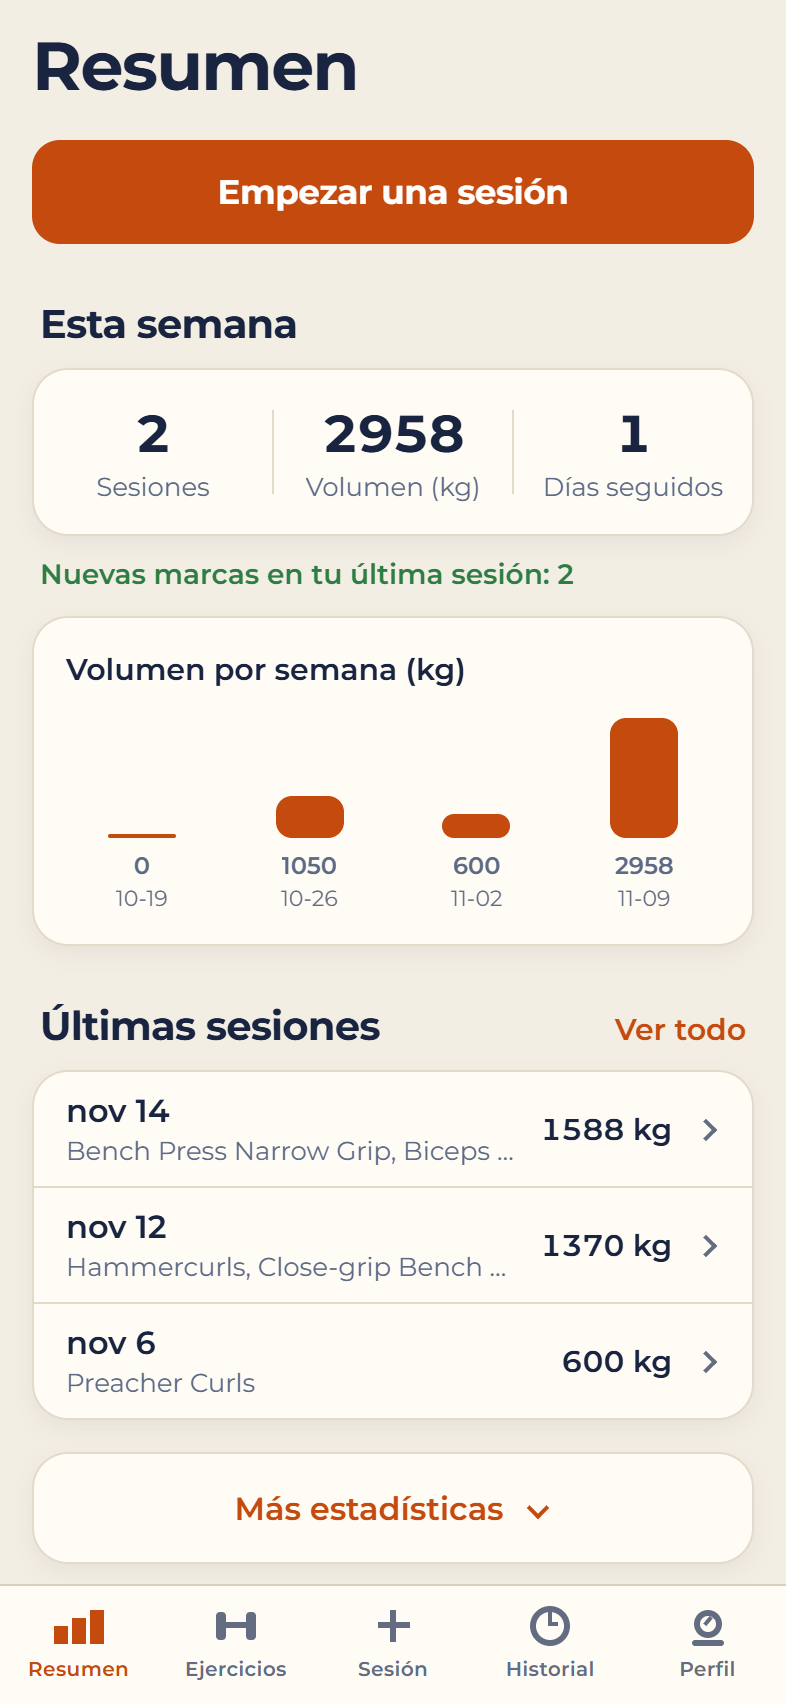 Resumen
Empezar una sesión
Esta semana
2 2958 1
Sesiones Volumen (kg) Días seguidos
Nuevas marcas en tu última sesión: 2
Volumen por semana (kg)
0 1050 600 2958
10-19 10-26 11-02 11-09
Últimas sesiones Ver todo
nov 14
Bench Press Narrow Grip, Biceps ... 1588 kg
nov 12
Hammercurls, Close-grip Bench ... 1370 kg
nov 6
Preacher Curls 600 kg
Más estadísticas
Resumen Ejercicios Sesión Historial Perfil